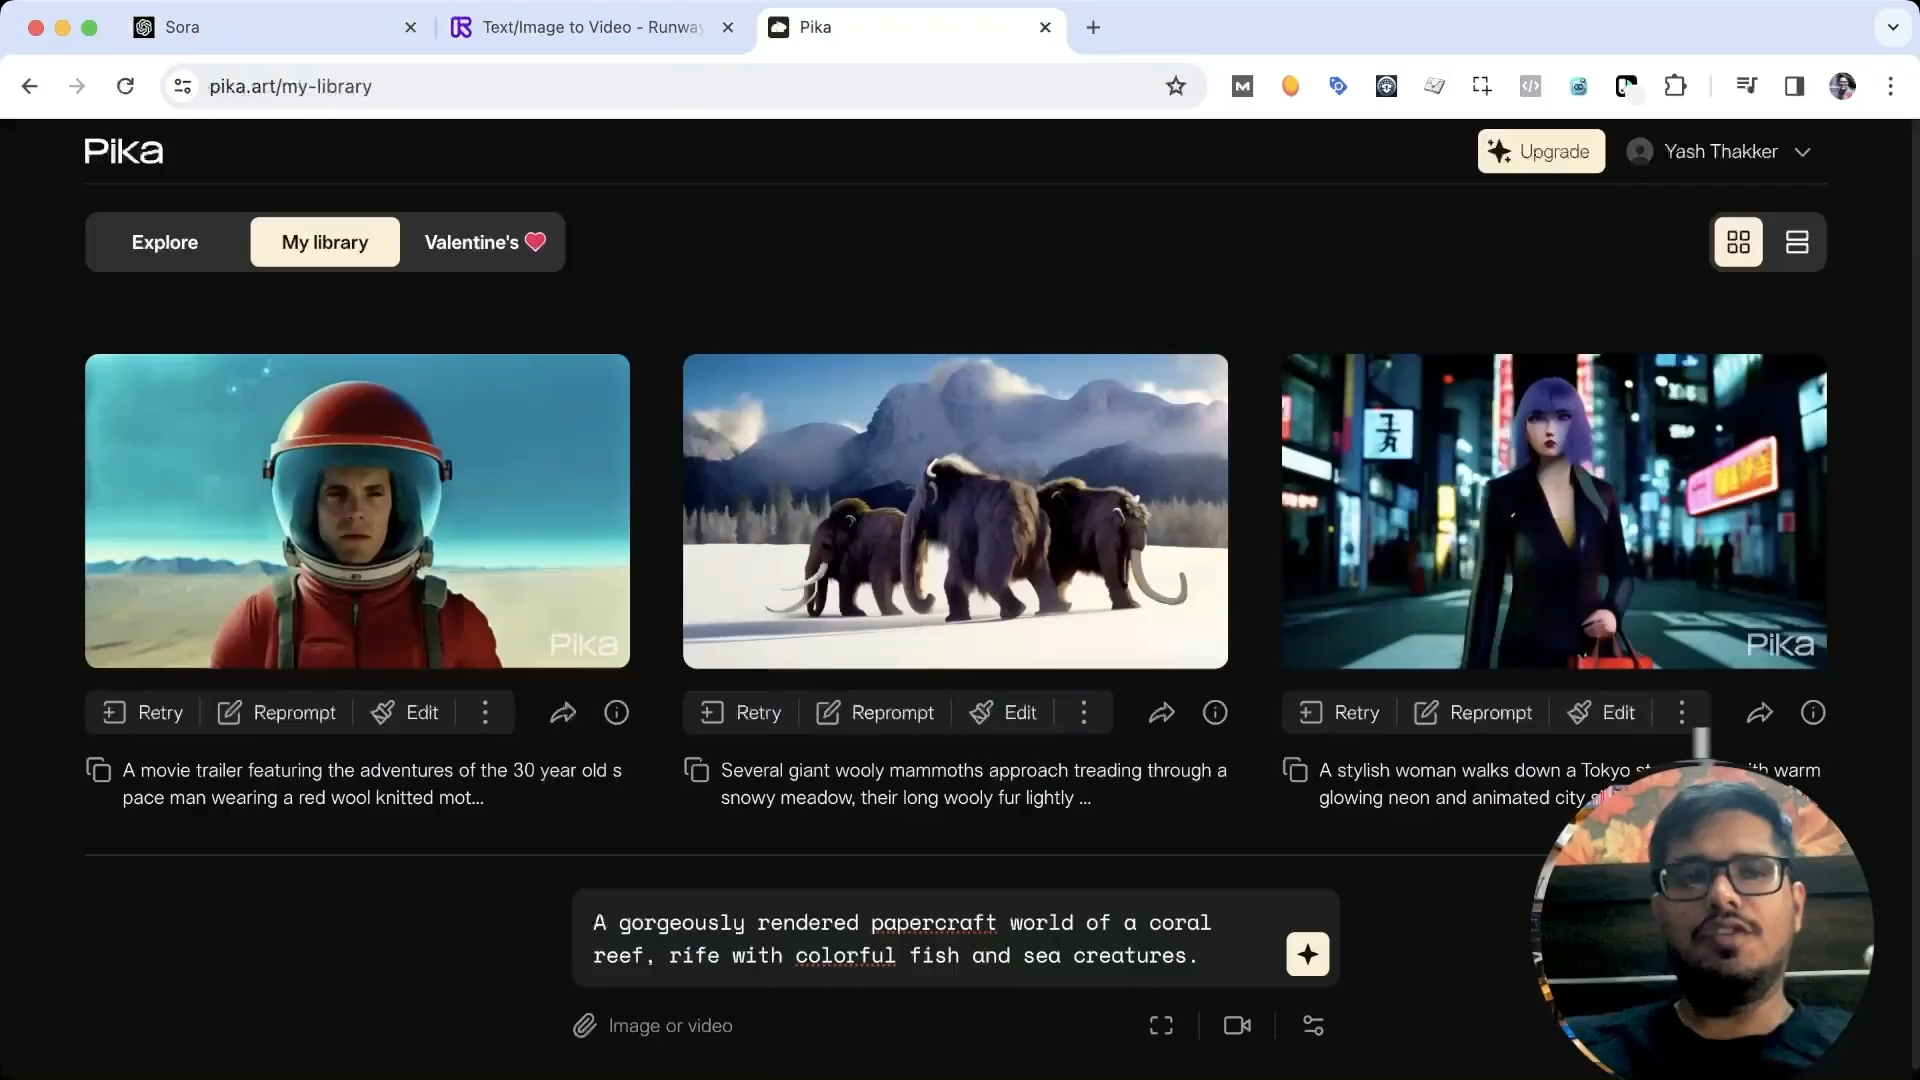 Sora
Text/Image to Video - Runway
Pika
pika.art/my-library
Pika
Upgrade
Yash Thakker
Explore
My library
Valentine's
Pika
Pika
Retry
Reprompt
Edit
Retry
Reprompt
Edit
Retry
Reprompt
Edit
A movie trailer featuring the adventures of the 30 year old s
pace man wearing a red wool knitted mot...
Several giant wooly mammoths approach treading through a
snowy meadow, their long wooly fur lightly ...
A stylish woman walks down a Tokyo warm
glowing neon and animated city
A gorgeously rendered papercraft world of a coral
reef, rife with colorful fish and sea creatures.
Image or video